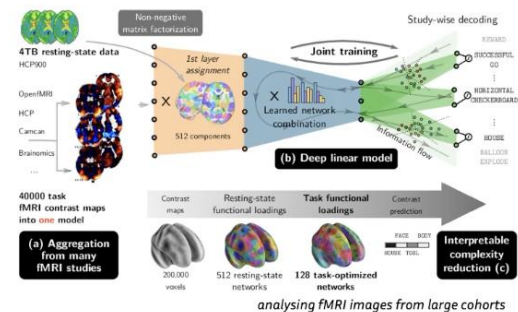 Non-negative
matrix factorization
Study-wise decoding
4TB resting-state data
HCP900
Joint training
REWARD
SUCCESSFUL
GO
1st layer
assignment
OpenfMRI
HCP
Camcan
Brainomics
...
X
512 components
X
Learned network
combination
HORIZONTAL
CHECKERBOARD
HOUSE
BALLOON
EXPLODE
Information flow
(b) Deep linear model
40000 task
fMRI contrast maps
into one model
(a) Aggregation
from many
fMRI studies
Contrast
maps
Resting-state
functional loadings
Task functional
loadings
Contrast
prediction
FACE BODY
HOUSE TOOL
200,000
voxels
512 resting-state
networks
128 task-optimized
networks
Interpretable
complexity
reduction (c)
analysing fMRI images from large cohorts